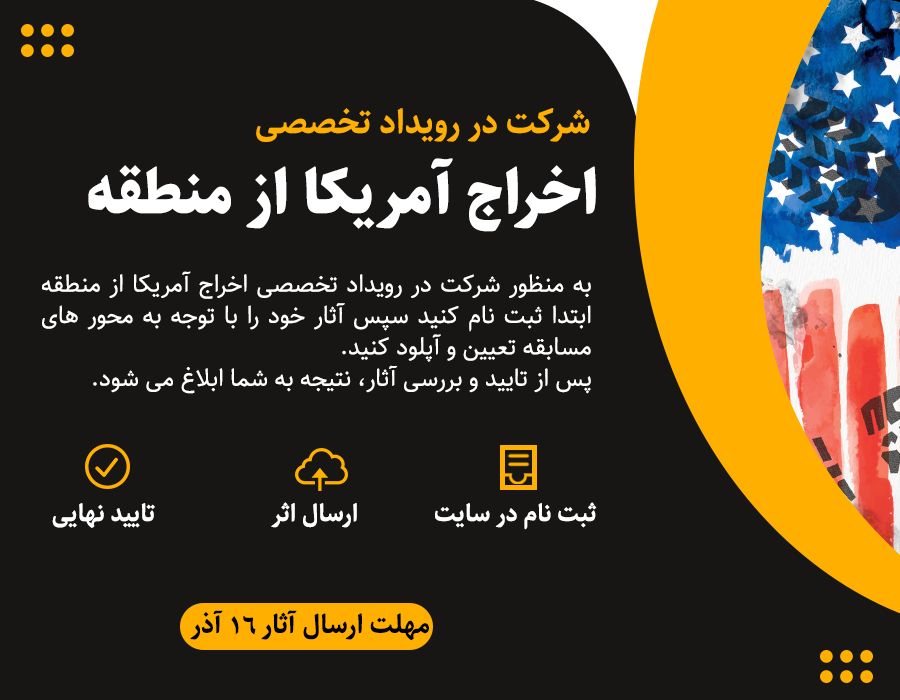 شرکت در رویداد تخصصی
اخراج آمریکا از منطقه
به منظور شرکت در رویداد تخصصی اخراج آمریکا از منطقه
ابتدا ثبت نام کنید سپس آثار خود را با توجه به محور های
مسابقه تعیین و آپلود کنید.
پس از تایید و بررسی آثار، نتیجه به شما ابلاغ می شود.
ثبت نام در سایت
ارسال اثر
تایید نهایی
مهلت ارسال آثار ١٦ آذر